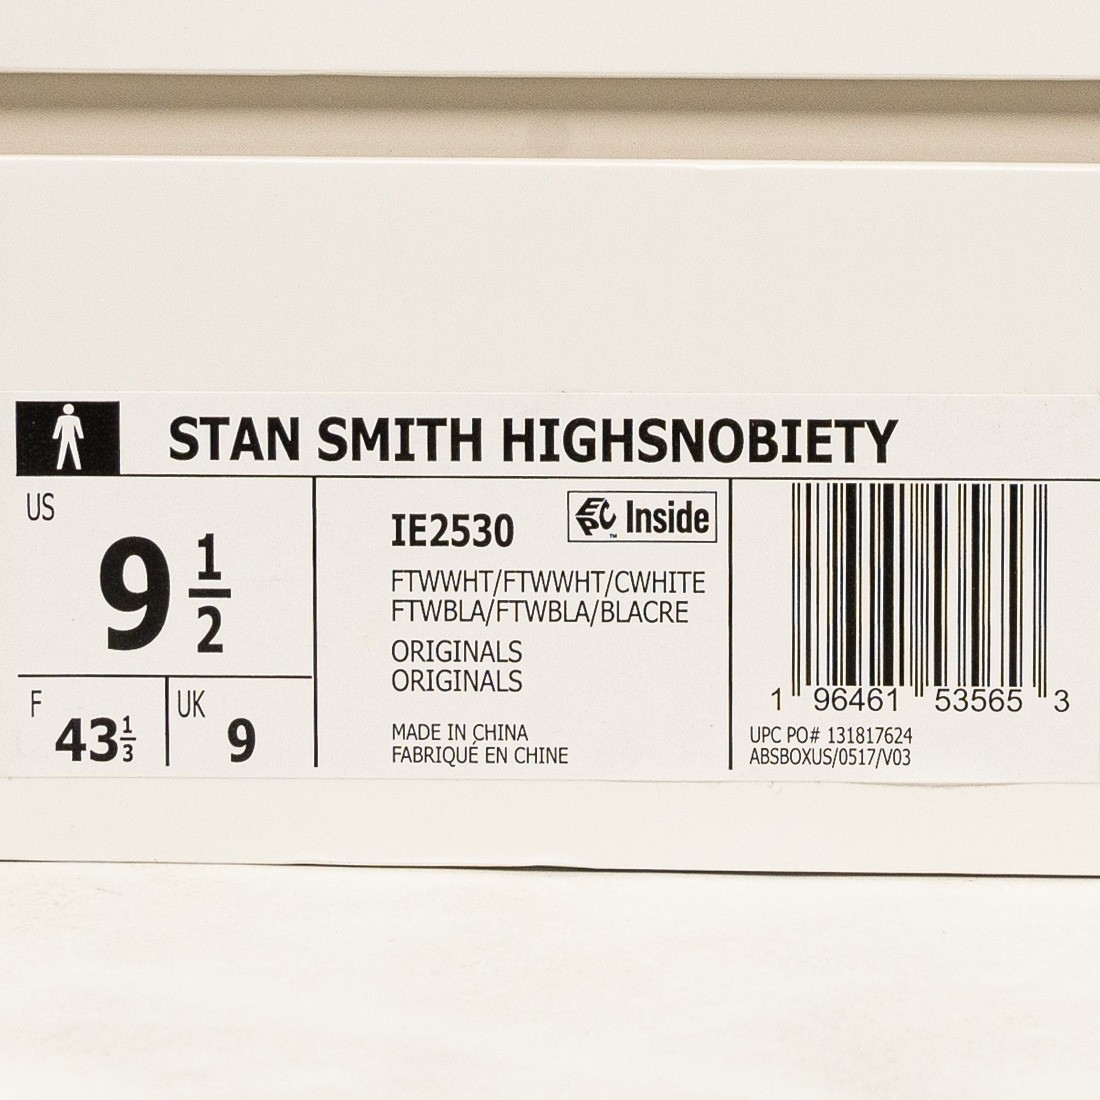 STAN SMITH HIGHSNOBIETY
US
9 1/2
F
43 1/3
UK
9
IE2530
EPC Inside
™
FTWWHT/FTWWHT/CWHITE
FTWBLA/FTWBLA/BLACRE
ORIGINALS
ORIGINALS
MADE IN CHINA
FABRIQUÉ EN CHINE
1 96461 53565 3
UPC PO# 131817624
ABSBOXUS/0517/V03